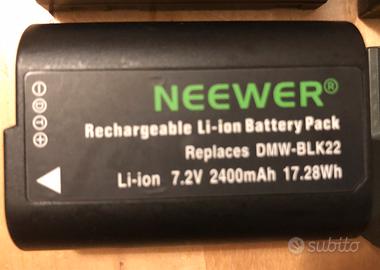 NEEWER®
Rechargeable Li-ion Battery Pack
Replaces DMW-BLK22
Li-ion 7.2V 2400mAh 17.28Wh
subito